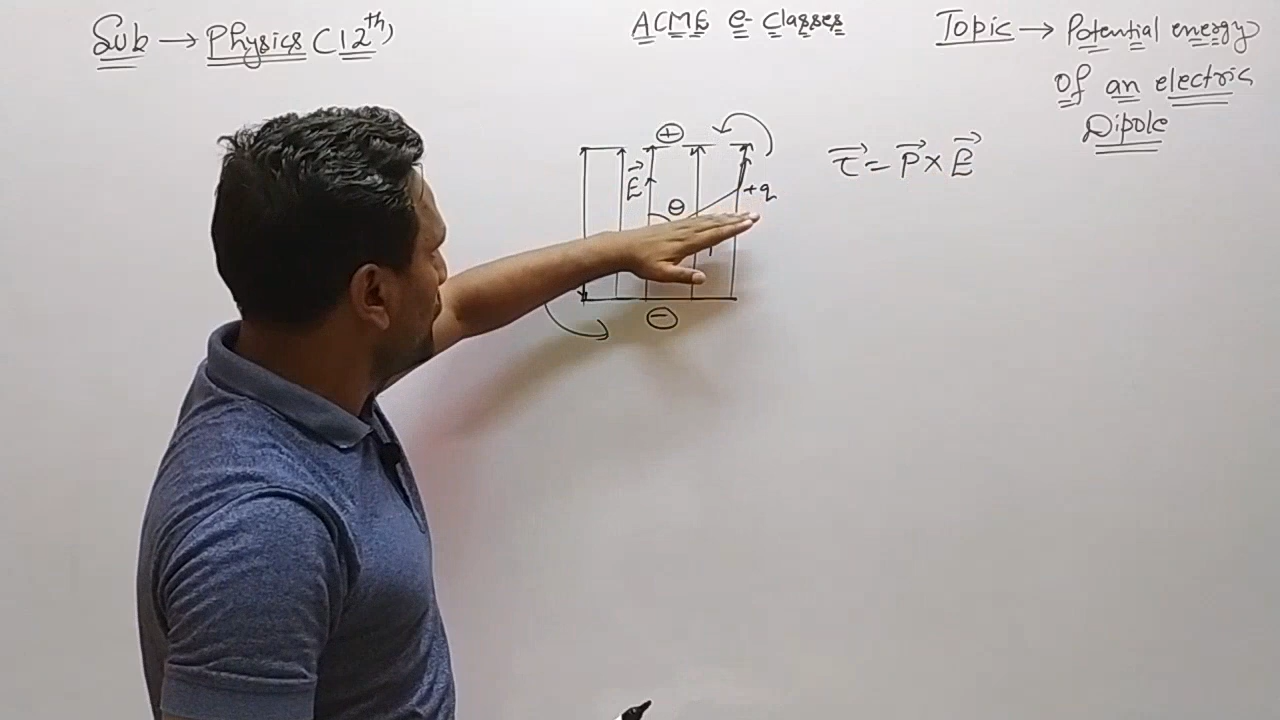 Sub → Physics (12th)
ACME e-Classes
Topic → Potential energy
Of an electric
Dipole
+
E
θ
+q
τ = P × E
−